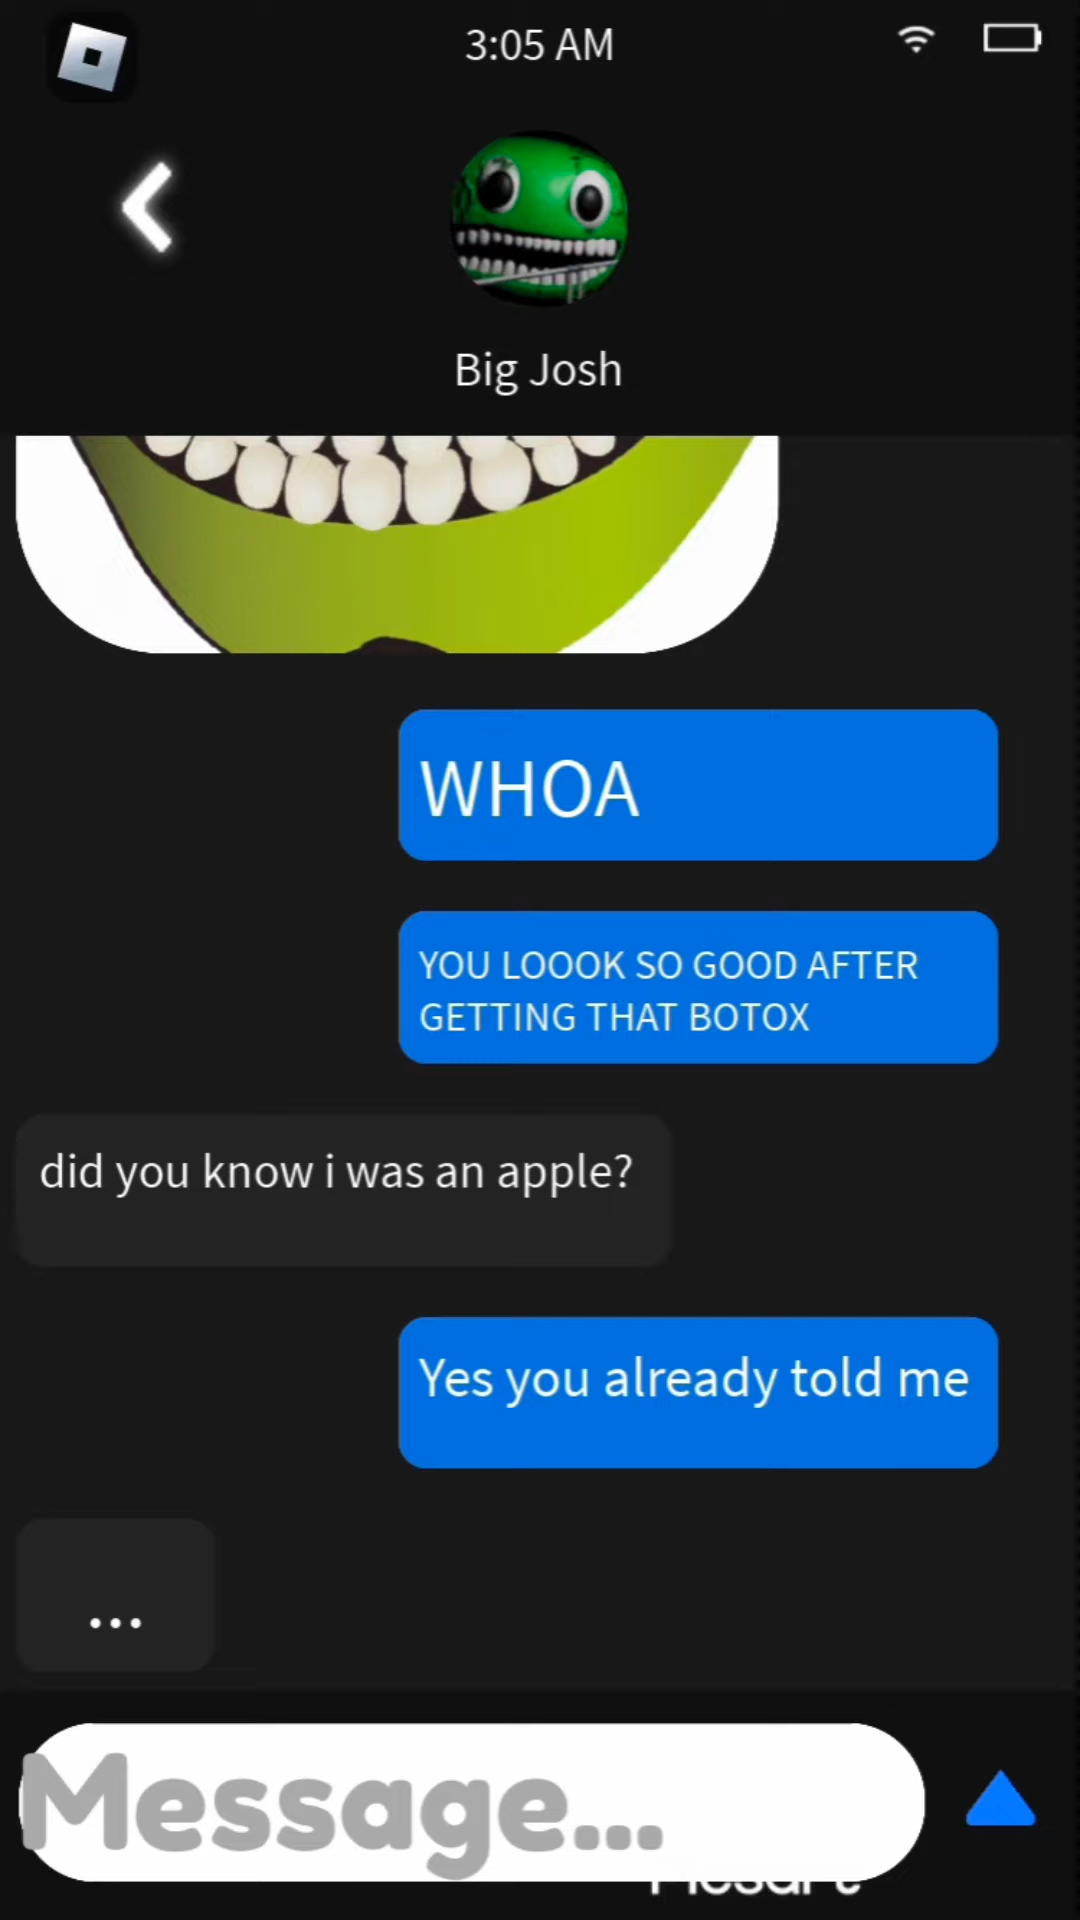 3:05 AM
Big Josh
WHOA
YOU LOOOK SO GOOD AFTER
GETTING THAT BOTOX
did you know i was an apple?
Yes you already told me
...
Message...